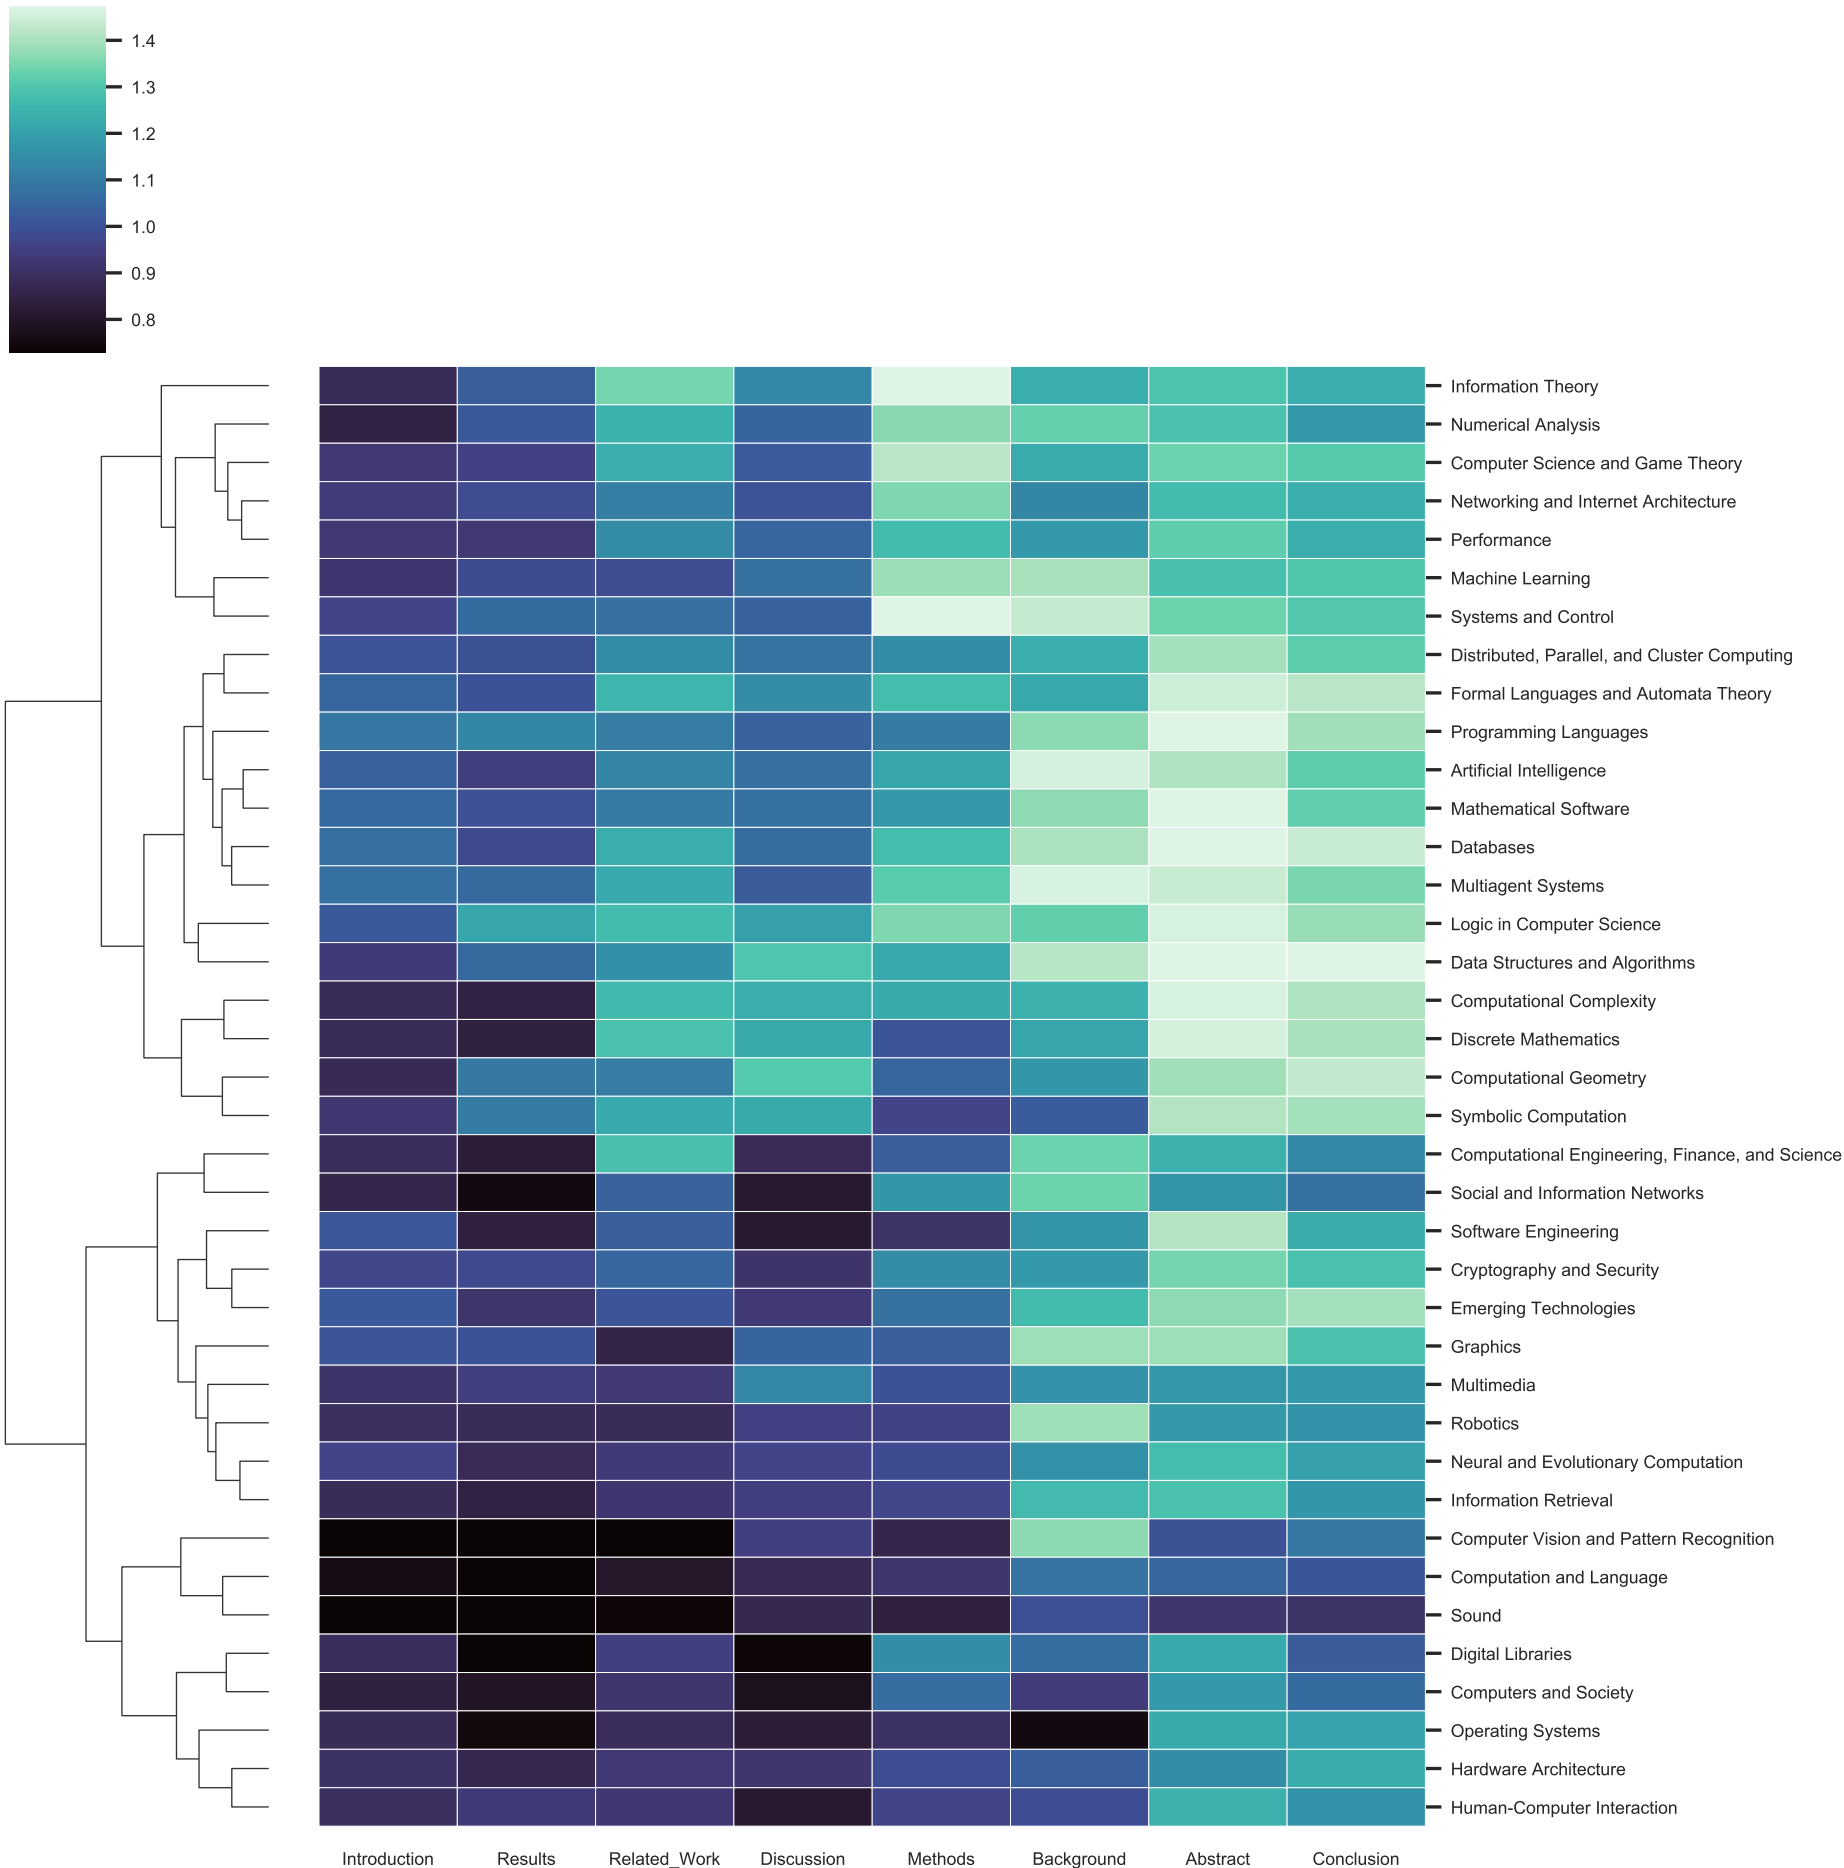 1.4
1.3
1.2
1.1
1.0
0.9
0.8
Information Theory
Numerical Analysis
Computer Science and Game Theory
Networking and Internet Architecture
Performance
Machine Learning
Systems and Control
Distributed, Parallel, and Cluster Computing
Formal Languages and Automata Theory
Programming Languages
Artificial Intelligence
Mathematical Software
Databases
Multiagent Systems
Logic in Computer Science
Data Structures and Algorithms
Computational Complexity
Discrete Mathematics
Computational Geometry
Symbolic Computation
Computational Engineering, Finance, and Science
Social and Information Networks
Software Engineering
Cryptography and Security
Emerging Technologies
Graphics
Multimedia
Robotics
Neural and Evolutionary Computation
Information Retrieval
Computer Vision and Pattern Recognition
Computation and Language
Sound
Digital Libraries
Computers and Society
Operating Systems
Hardware Architecture
Human-Computer Interaction
Introduction Results Related_Work Discussion Methods Background Abstract Conclusion